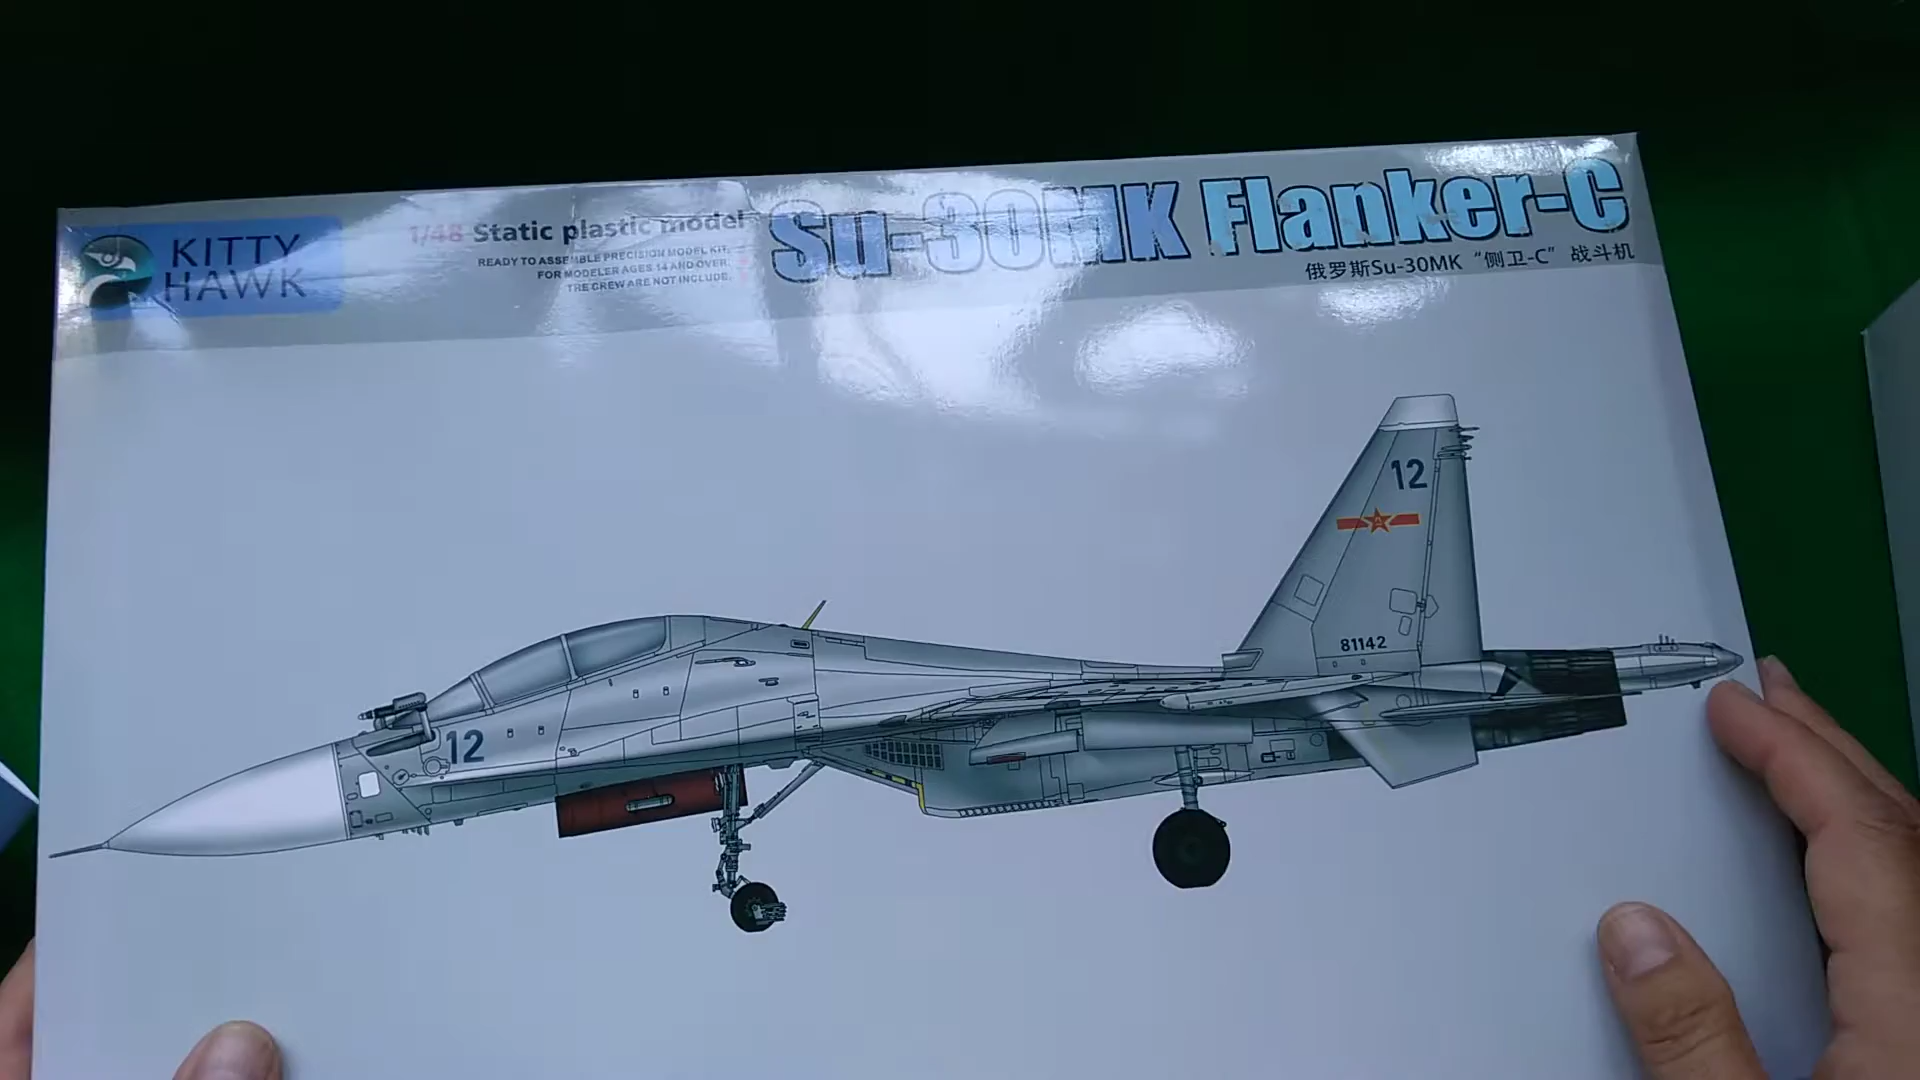 KITTY
HAWK
1/48 Static plastic model
READY TO ASSEMBLE PRECISION MODEL KIT.
FOR MODELER AGES 14 AND OVER.
TRE CREW ARE NOT INCLUDE.
Su-30MK Flanker-C
俄罗斯Su-30MK “侧卫-C” 战斗机
12
81142
12